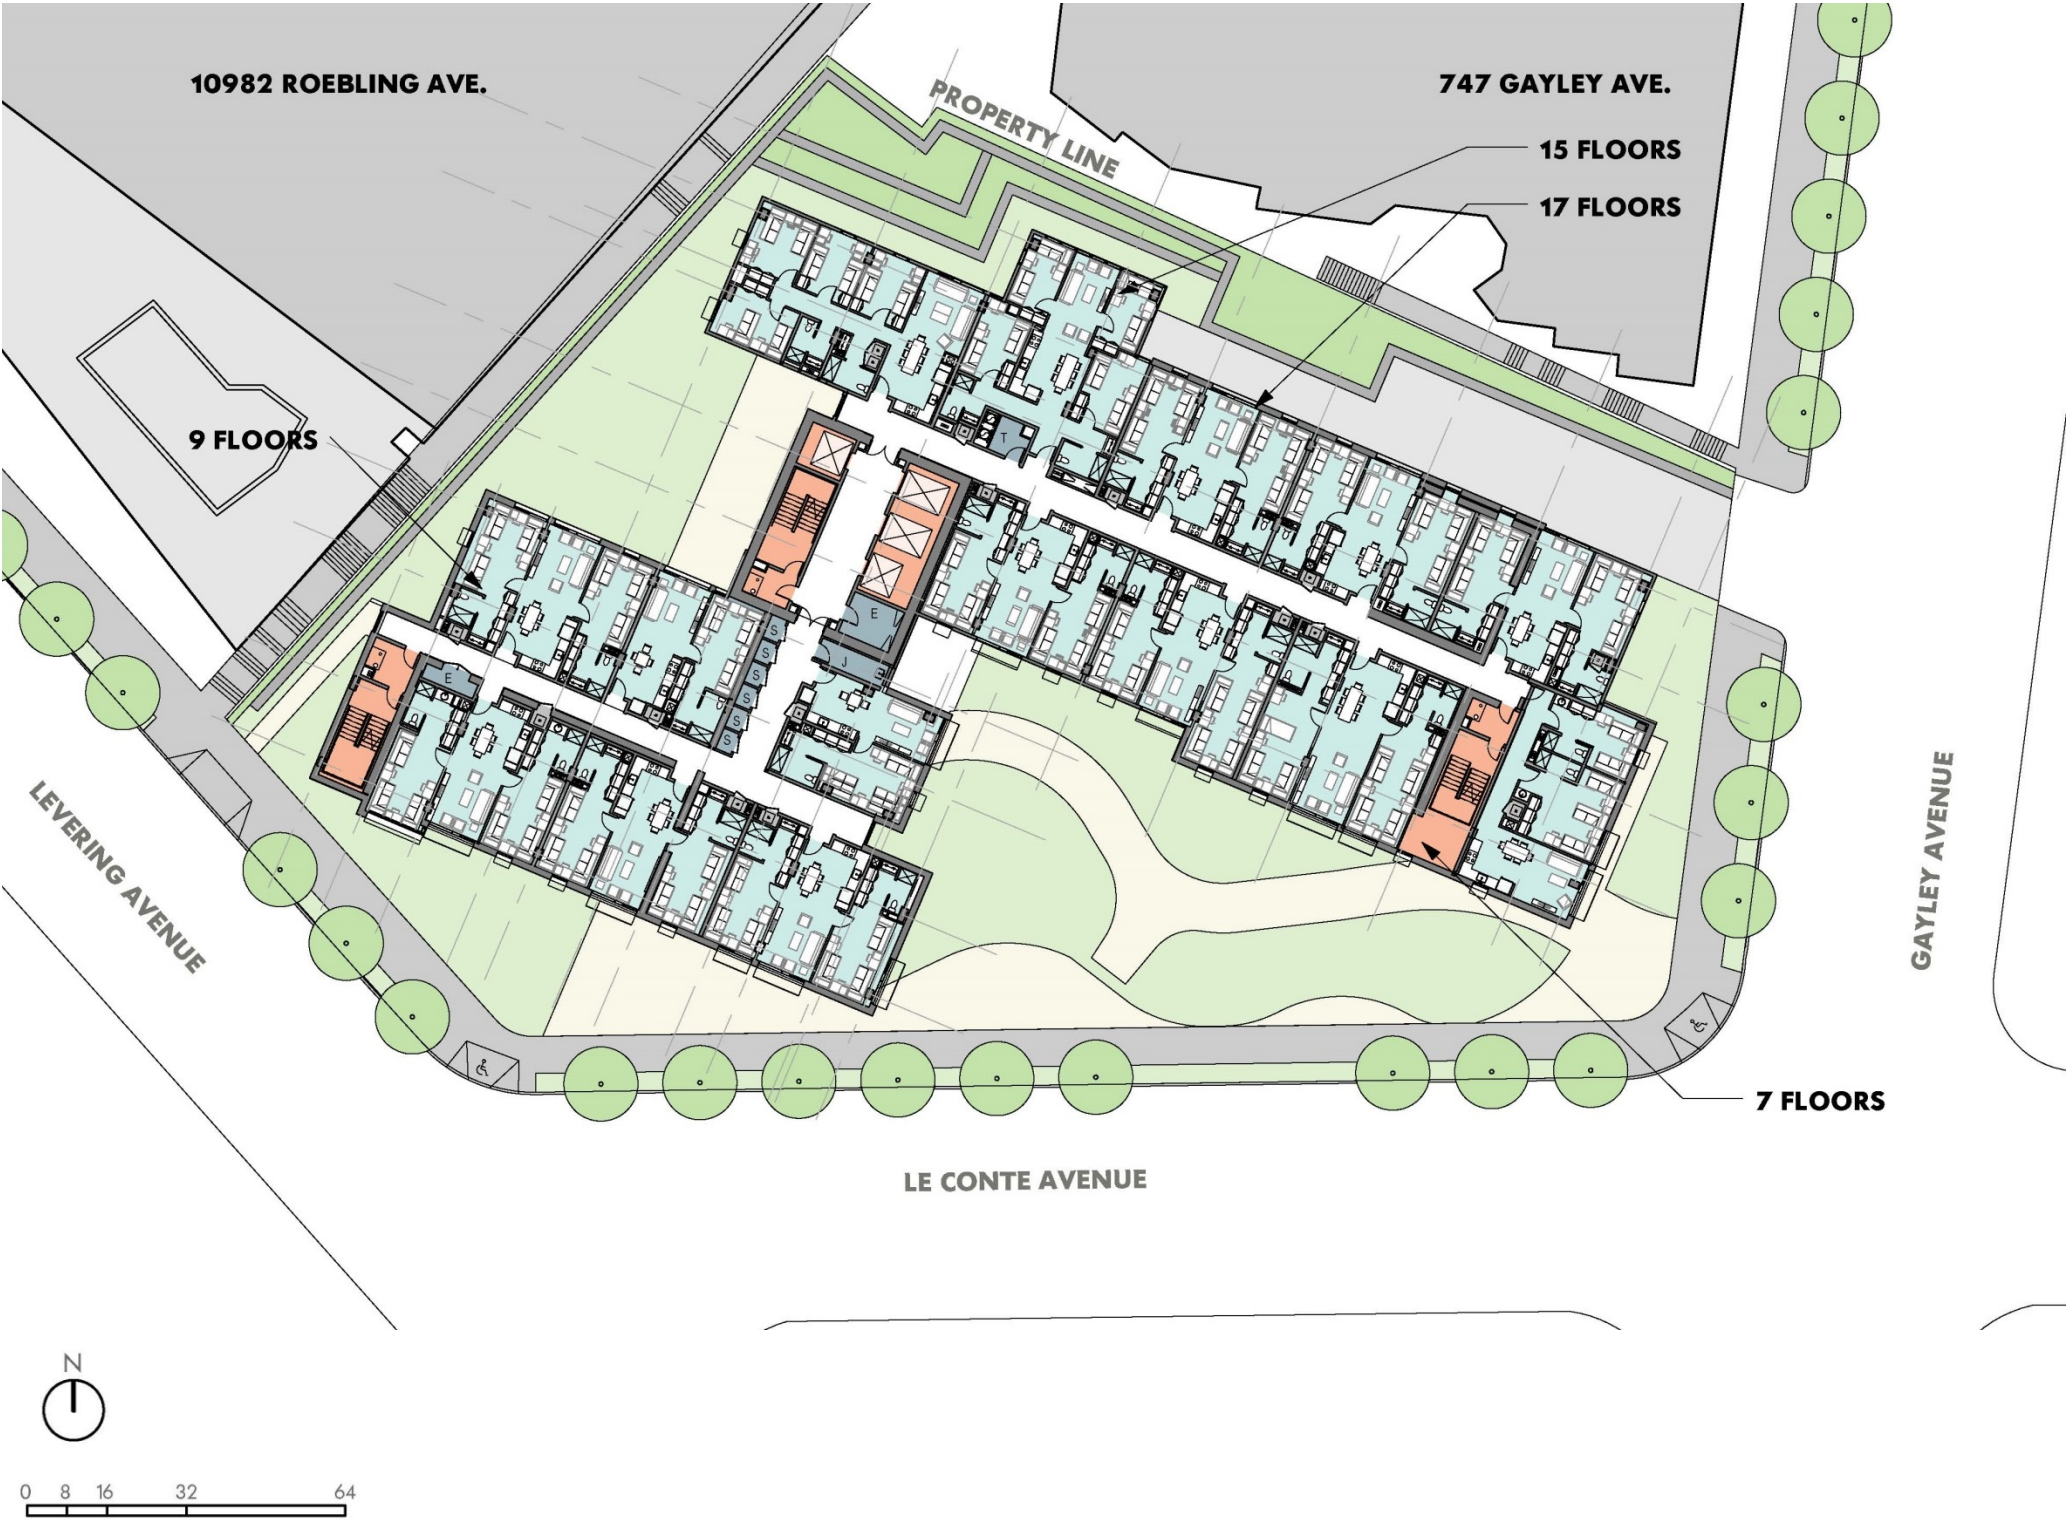 10982 ROEBLING AVE.
747 GAYLEY AVE.
PROPERTY LINE
15 FLOORS
17 FLOORS
9 FLOORS
T
E
S
S
S
S
S
S
J
E
LEVERING AVENUE
GAYLEY AVENUE
7 FLOORS
LE CONTE AVENUE
N
0 8 16 32 64